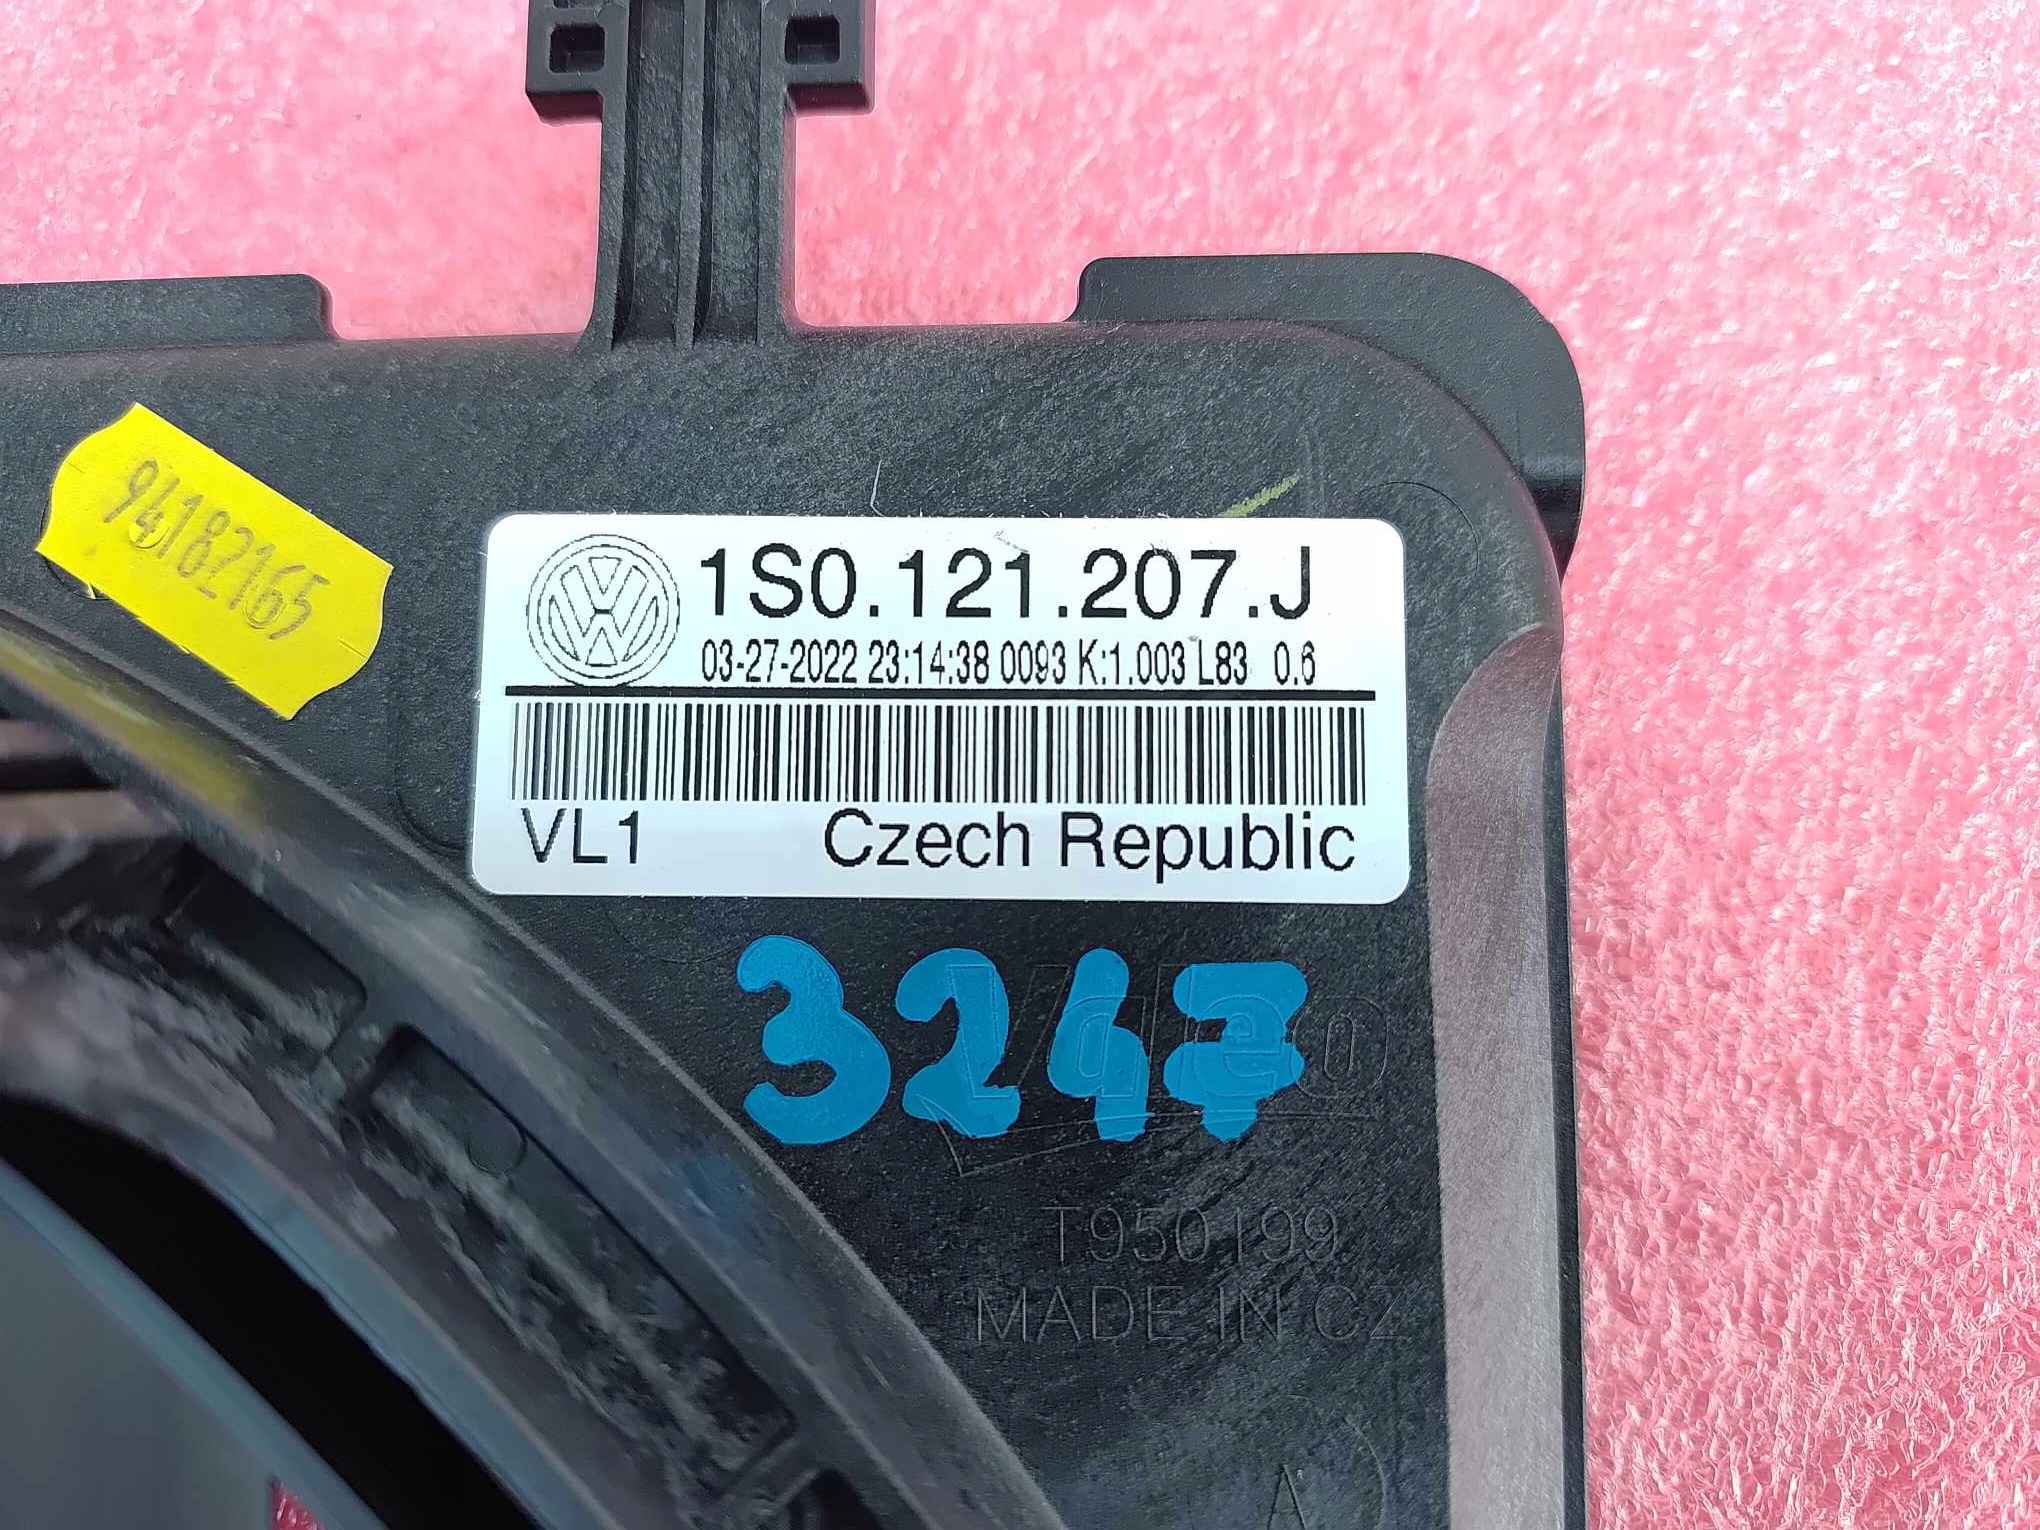 94182165
1S0.121.207.J
03-27-2022 23:14:38 0093 K:1.003 L83 0.6
VL1 Czech Republic
3247
Valeo
T950199
MADE IN CZ
A